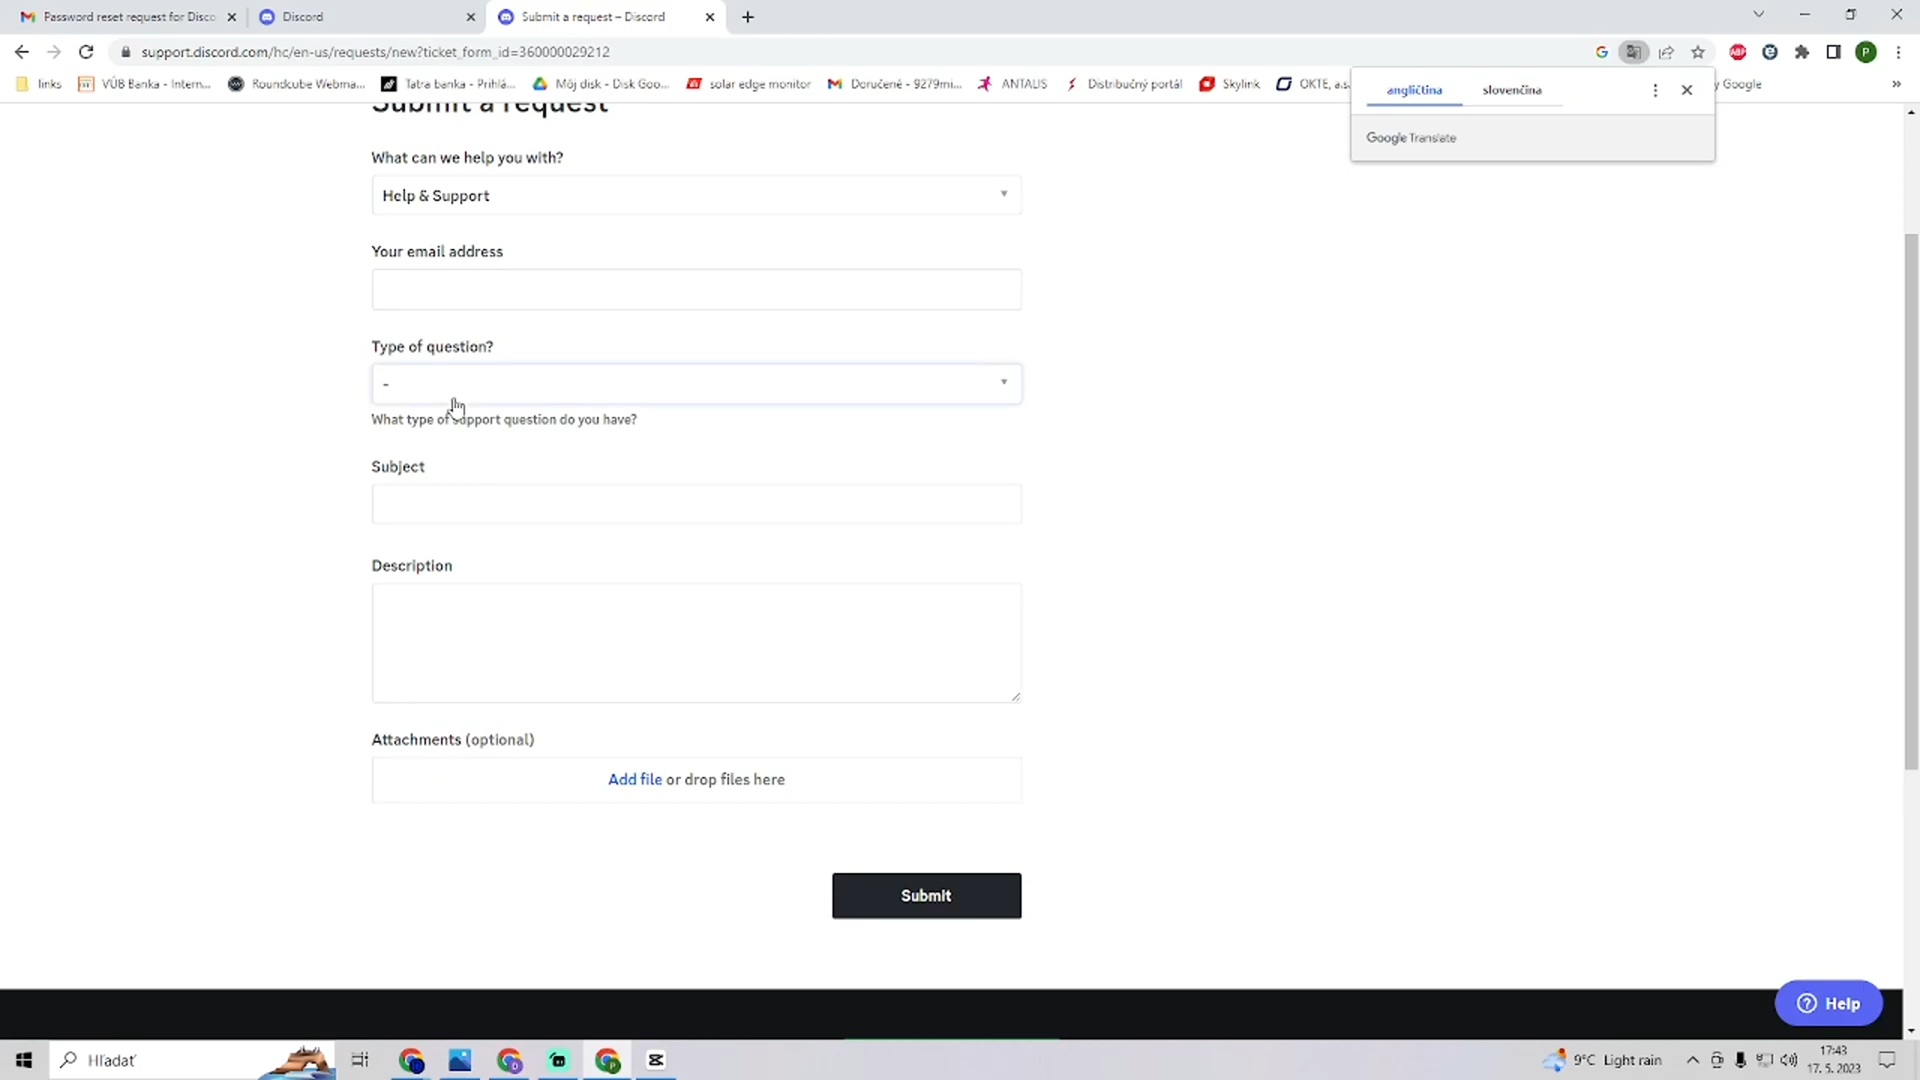 Password reset request for Disco
Discord
Submit a request – Discord
support.discord.com/hc/en-us/requests/new?ticket_form_id=360000029212
links
VÚB Banka - Intern...
Roundcube Webma...
Tatra banka - Prihlá...
Môj disk - Disk Goo...
solar edge monitor
Doručené - 9279mi...
ANTALIS
Distribučný portál
Skylink
OKTE, a.s.
y Google
»
angličtina
slovenčina
Google Translate
Submit a request
What can we help you with?
Help & Support
Your email address
Type of question?
-
What type of support question do you have?
Subject
Description
Attachments (optional)
Add file or drop files here
Submit
Help
Hľadať
9°C Light rain
17:43
17. 5. 2023